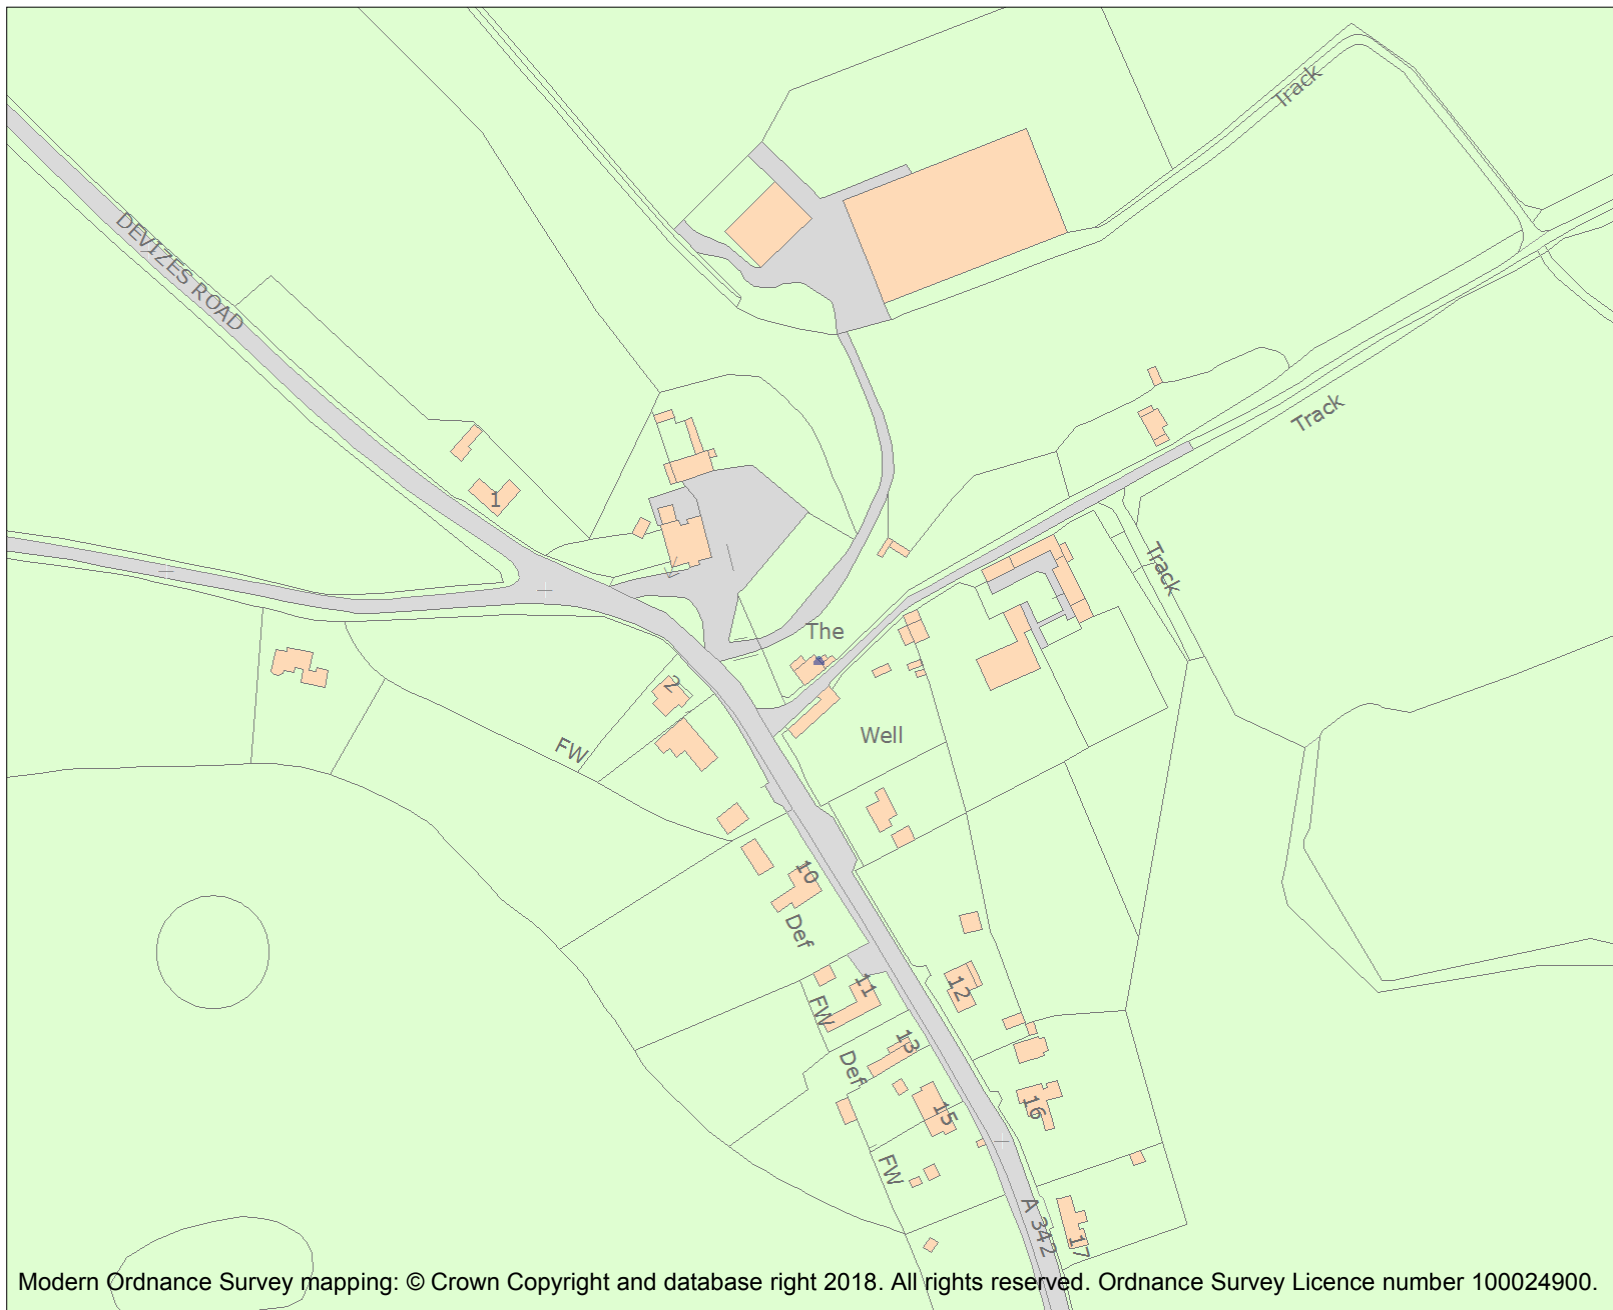 Track
DEVIZES ROAD
Track
1
Track
The
2
Well
FW
10
Def
11
12
FW
13
Def
15
16
FW
A 342
17
Modern Ordnance Survey mapping: © Crown Copyright and database right 2018. All rights reserved. Ordnance Survey Licence number 100024900.